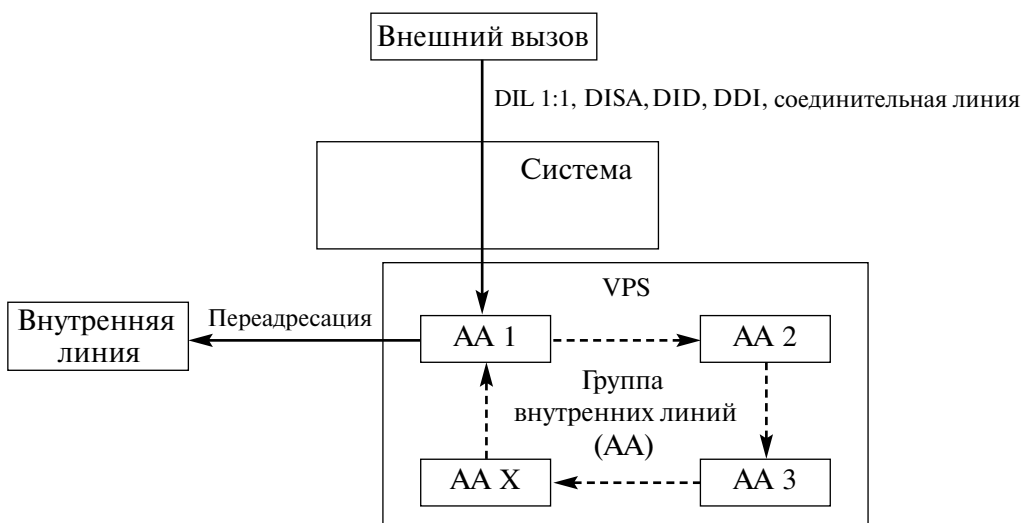 Внешний вызов
DIL 1:1, DISA, DID, DDI, соединительная линия
Система
VPS
Внутренняя
линия
Переадресация
AA 1
AA 2
Группа
внутренних линий
(AA)
AA X
AA 3